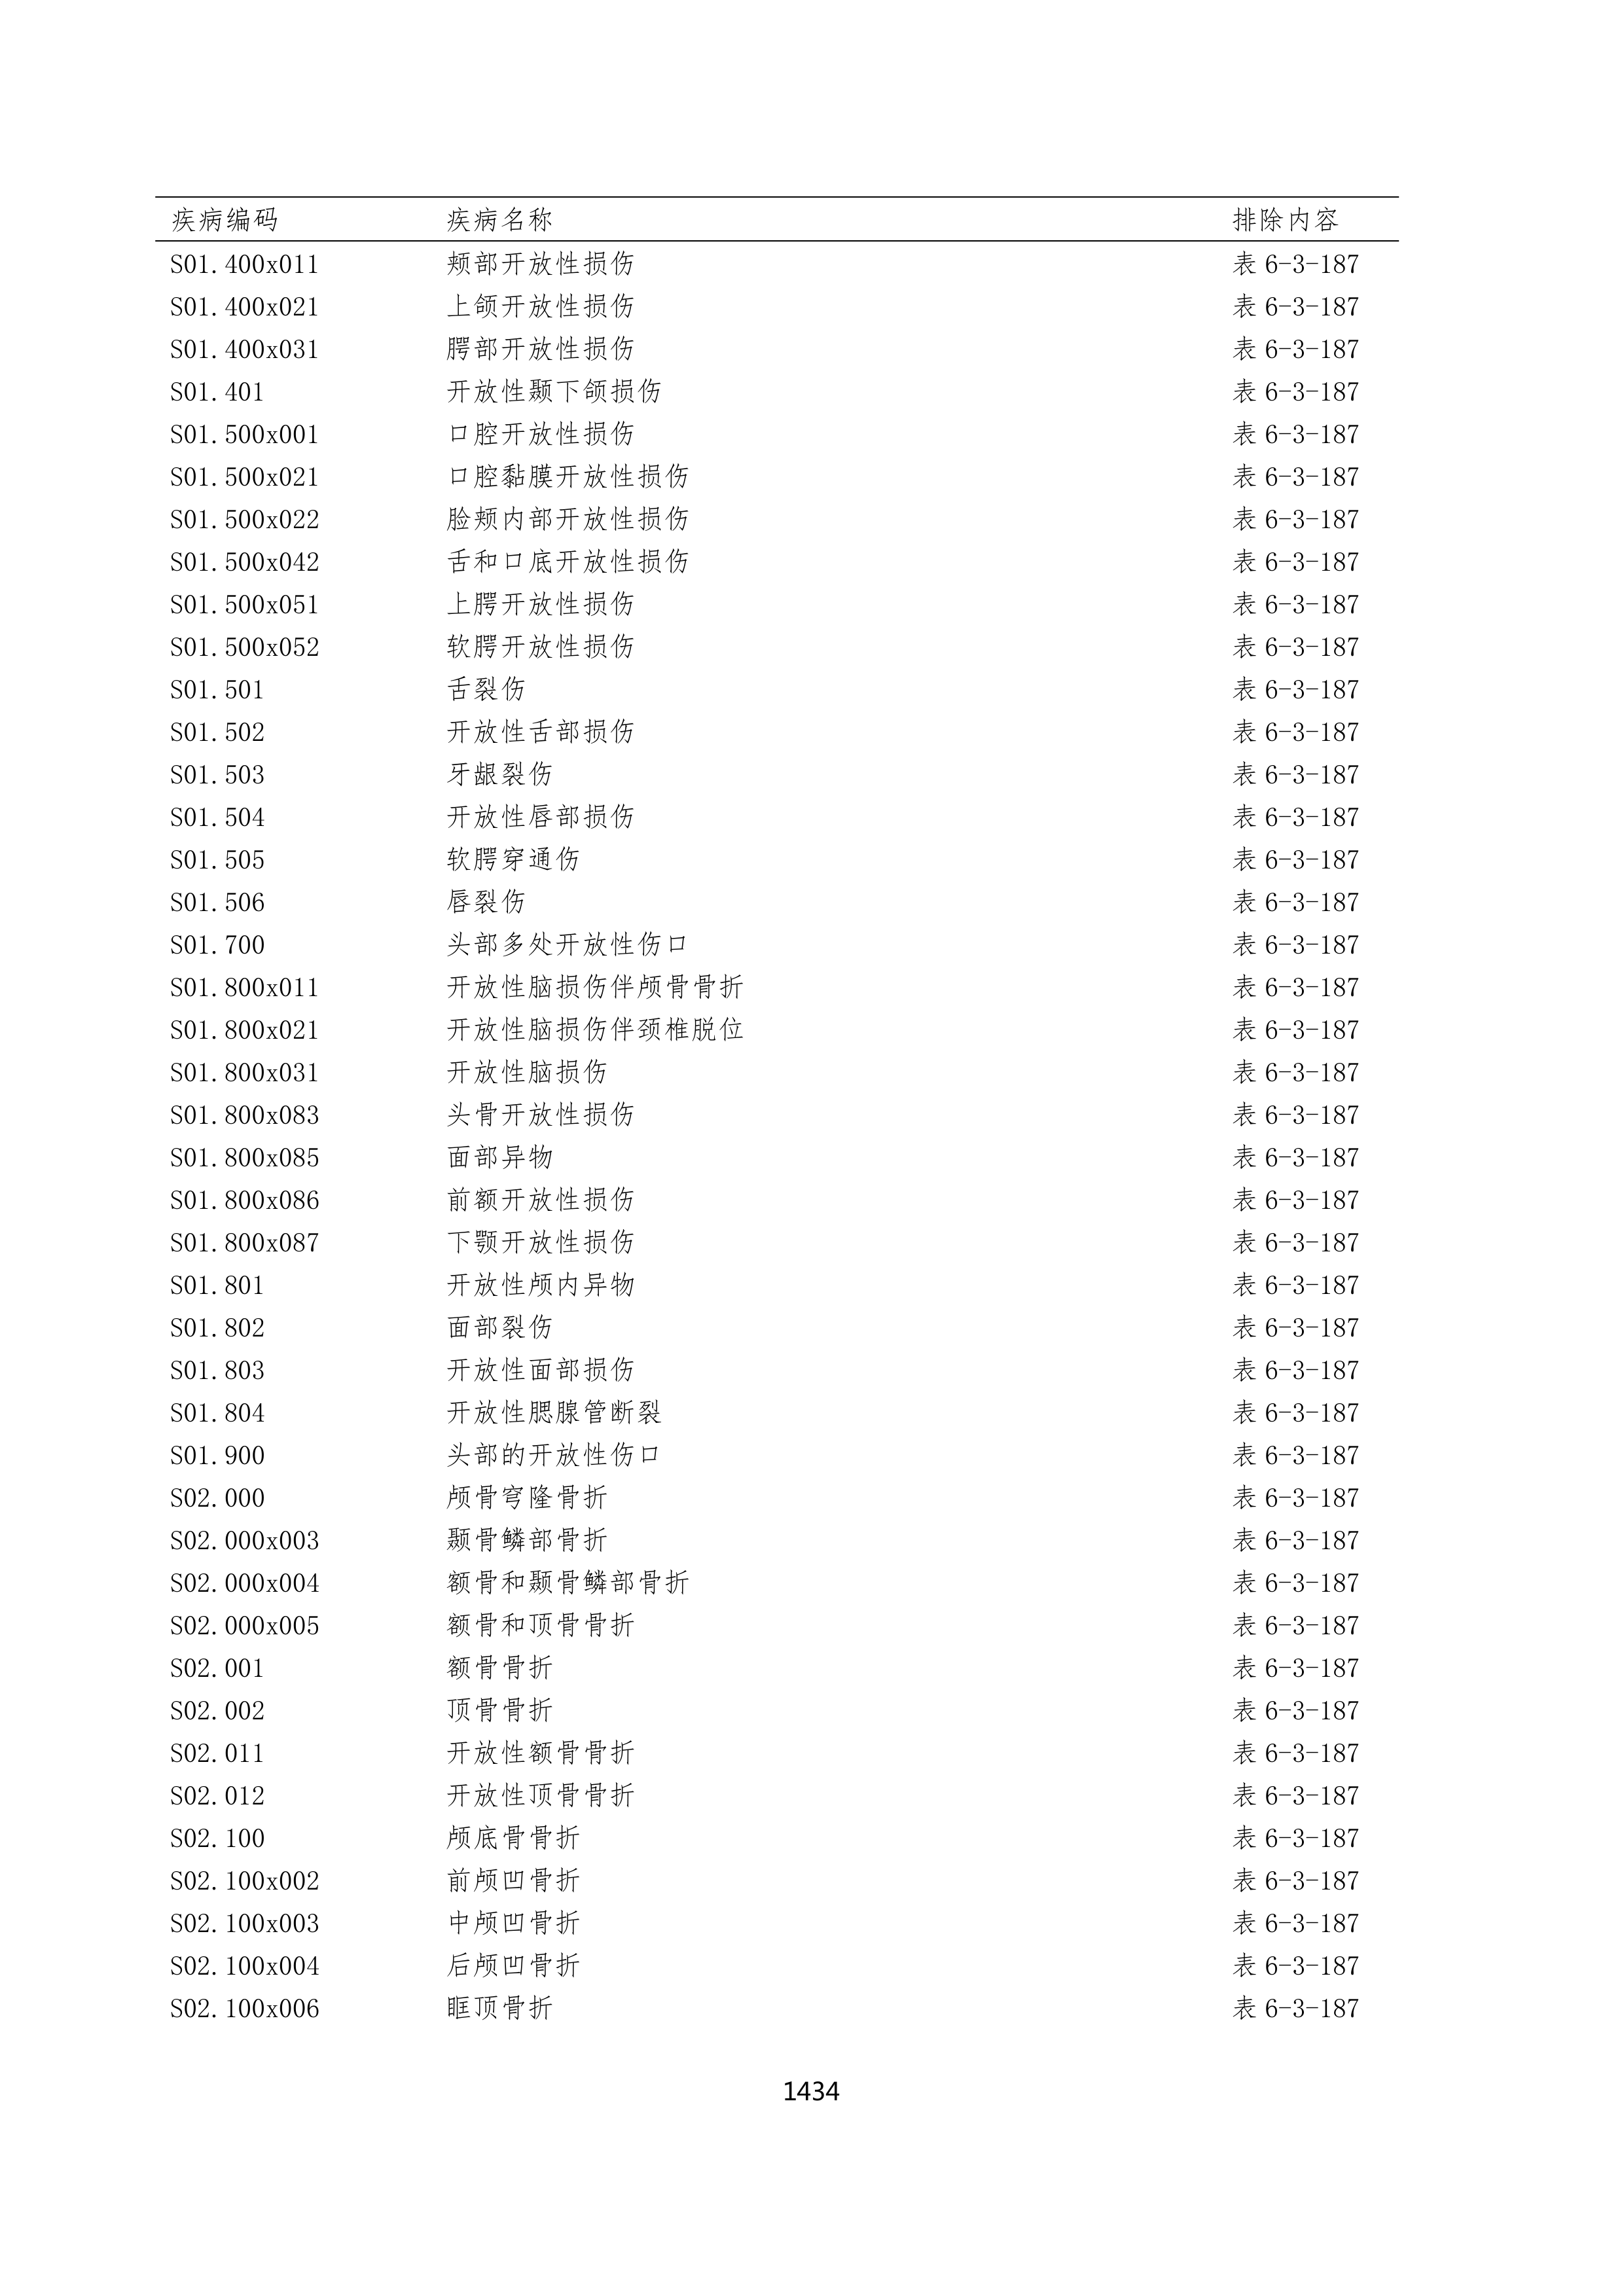 疾病编码 疾病名称 排除内容
S01.400x011 颊部开放性损伤 表 6-3-187
S01.400x021 上颌开放性损伤 表 6-3-187
S01.400x031 腭部开放性损伤 表 6-3-187
S01.401 开放性颞下颌损伤 表 6-3-187
S01.500x001 口腔开放性损伤 表 6-3-187
S01.500x021 口腔黏膜开放性损伤 表 6-3-187
S01.500x022 脸颊内部开放性损伤 表 6-3-187
S01.500x042 舌和口底开放性损伤 表 6-3-187
S01.500x051 上腭开放性损伤 表 6-3-187
S01.500x052 软腭开放性损伤 表 6-3-187
S01.501 舌裂伤 表 6-3-187
S01.502 开放性舌部损伤 表 6-3-187
S01.503 牙龈裂伤 表 6-3-187
S01.504 开放性唇部损伤 表 6-3-187
S01.505 软腭穿通伤 表 6-3-187
S01.506 唇裂伤 表 6-3-187
S01.700 头部多处开放性伤口 表 6-3-187
S01.800x011 开放性脑损伤伴颅骨骨折 表 6-3-187
S01.800x021 开放性脑损伤伴颈椎脱位 表 6-3-187
S01.800x031 开放性脑损伤 表 6-3-187
S01.800x083 头骨开放性损伤 表 6-3-187
S01.800x085 面部异物 表 6-3-187
S01.800x086 前额开放性损伤 表 6-3-187
S01.800x087 下颚开放性损伤 表 6-3-187
S01.801 开放性颅内异物 表 6-3-187
S01.802 面部裂伤 表 6-3-187
S01.803 开放性面部损伤 表 6-3-187
S01.804 开放性腮腺管断裂 表 6-3-187
S01.900 头部的开放性伤口 表 6-3-187
S02.000 颅骨穹隆骨折 表 6-3-187
S02.000x003 颞骨鳞部骨折 表 6-3-187
S02.000x004 额骨和颞骨鳞部骨折 表 6-3-187
S02.000x005 额骨和顶骨骨折 表 6-3-187
S02.001 额骨骨折 表 6-3-187
S02.002 顶骨骨折 表 6-3-187
S02.011 开放性额骨骨折 表 6-3-187
S02.012 开放性顶骨骨折 表 6-3-187
S02.100 颅底骨骨折 表 6-3-187
S02.100x002 前颅凹骨折 表 6-3-187
S02.100x003 中颅凹骨折 表 6-3-187
S02.100x004 后颅凹骨折 表 6-3-187
S02.100x006 眶顶骨折 表 6-3-187
1434